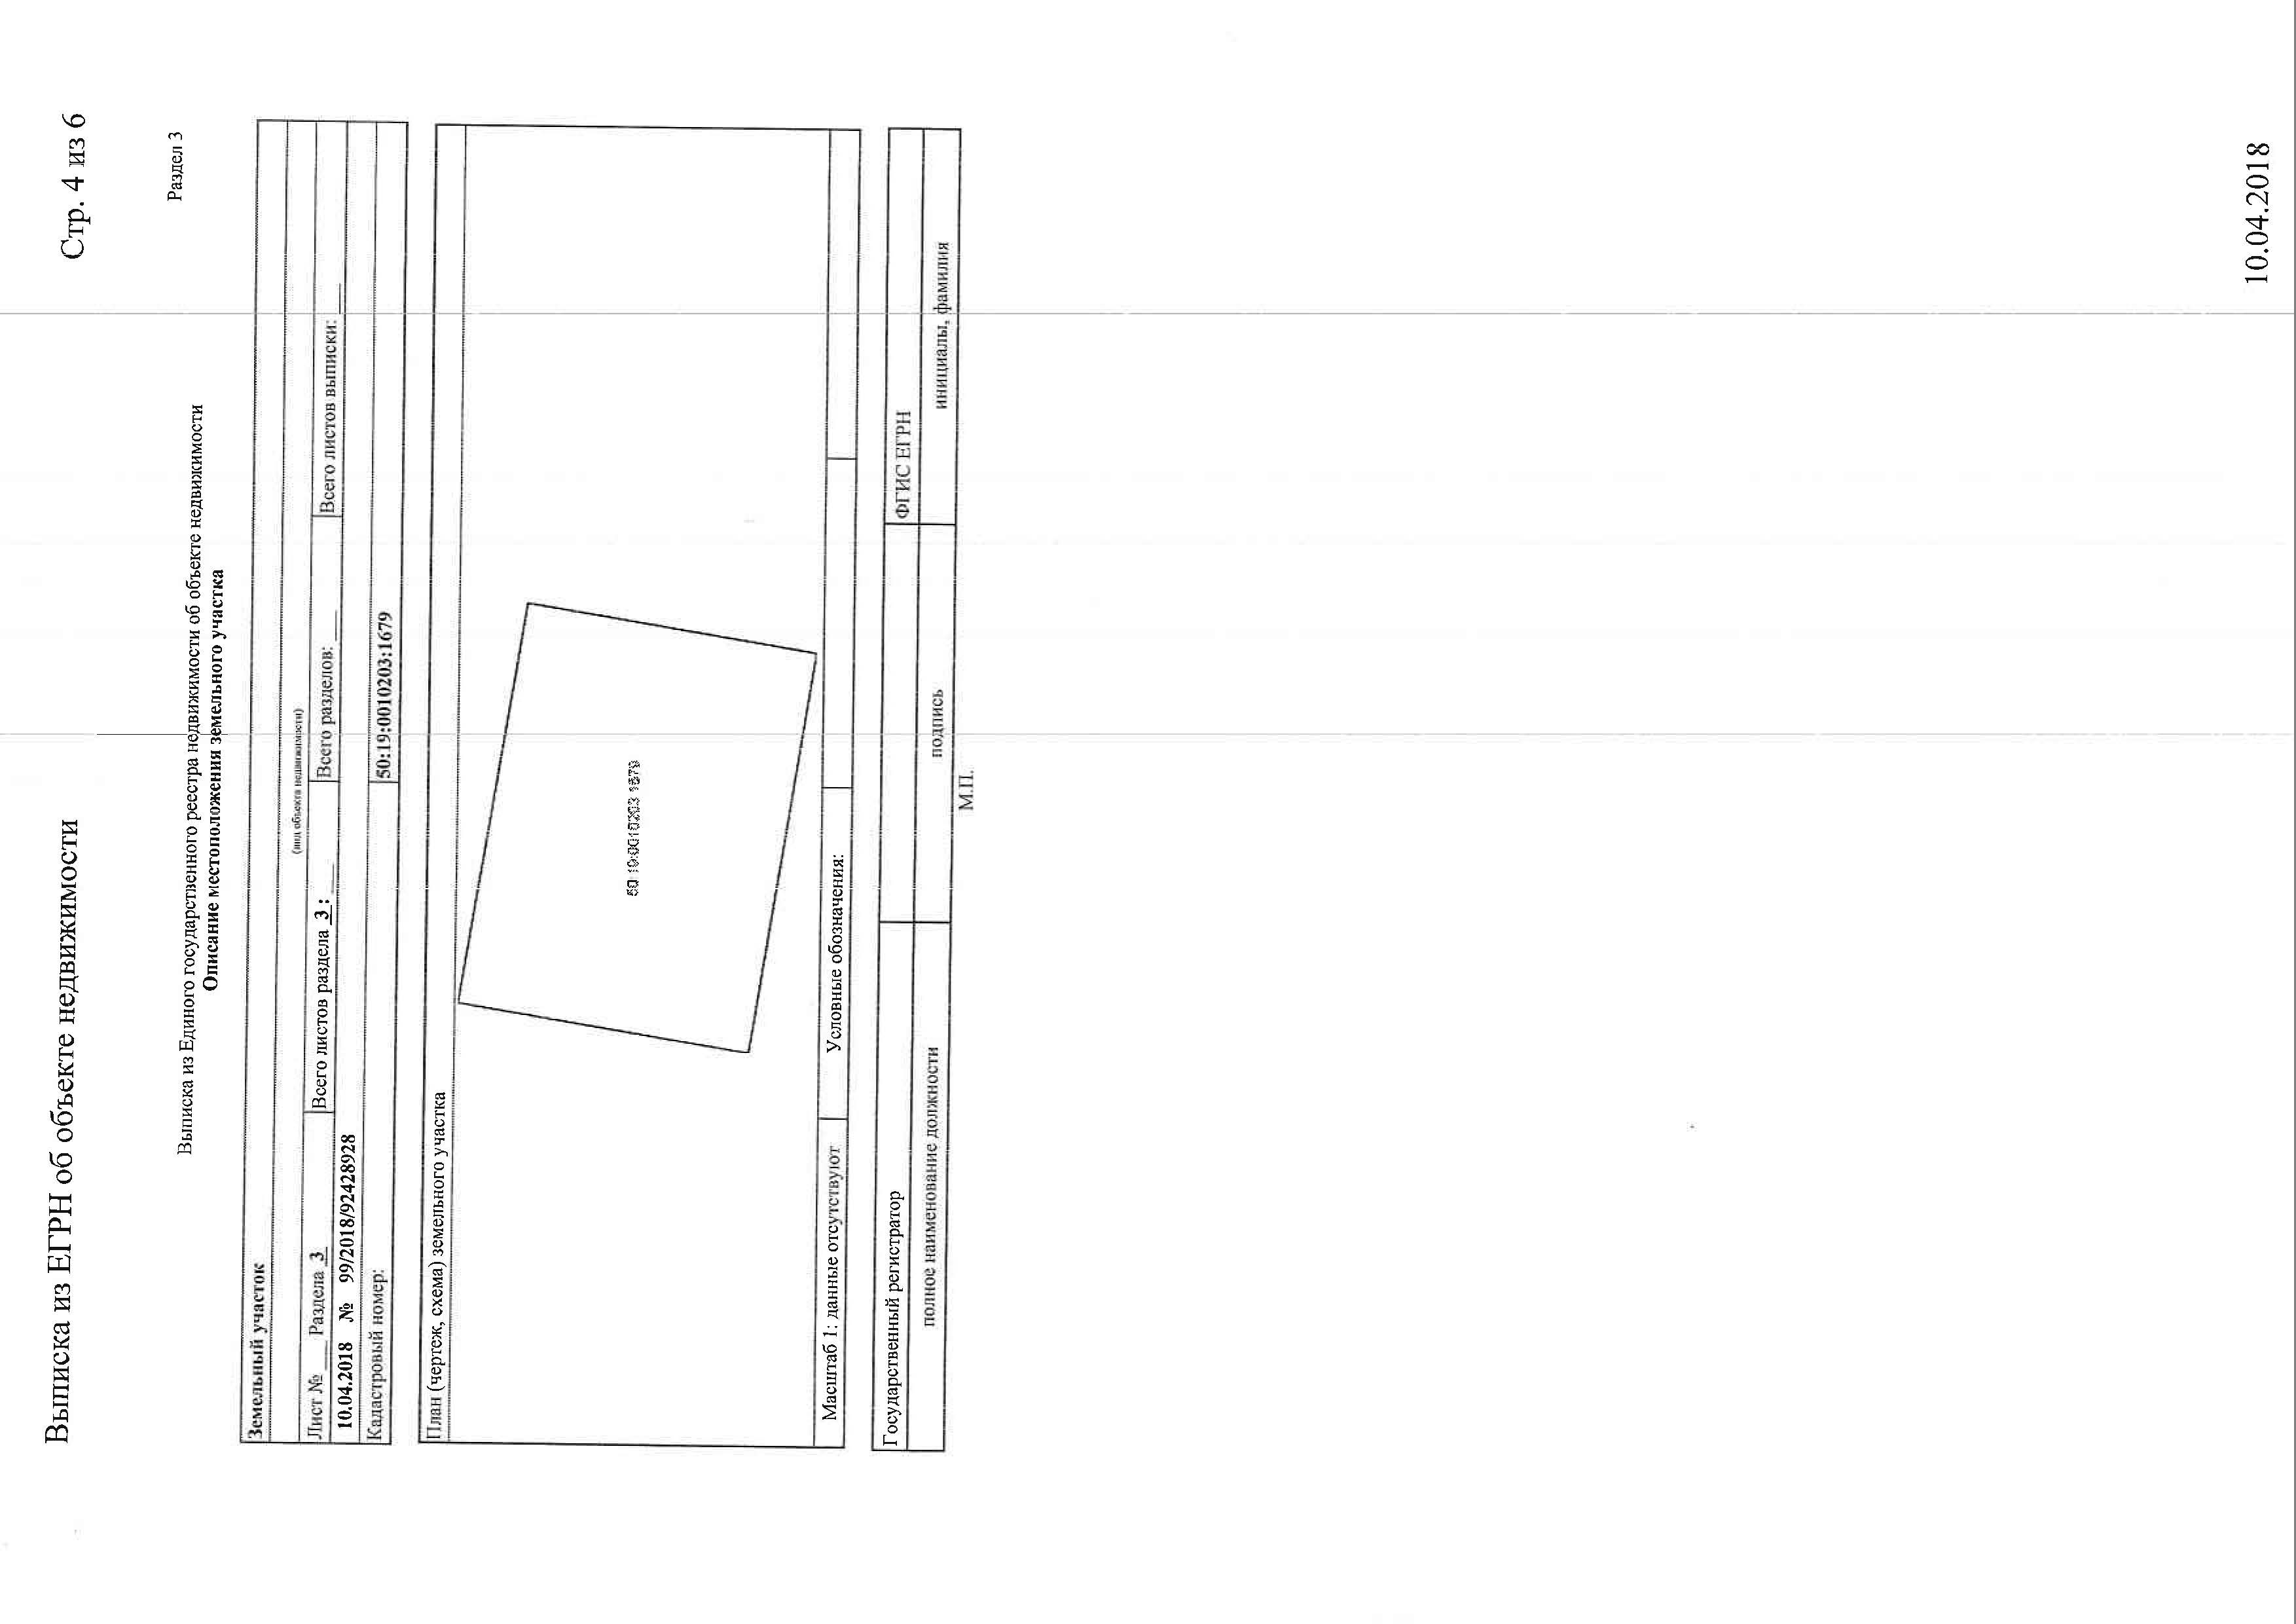 Выписка из ЕГРН об объекте недвижимости Стр. 4 из 6
Раздел 3
Выписка из Единого государственного реестра недвижимости об объекте недвижимости
Описание местоположения земельного участка
Земельный участок
(вид объекта недвижимости)
Лист № ___ Раздела 3 Всего листов раздела 3 : ___ Всего разделов: ___ Всего листов выписки: ___
10.04.2018 № 99/2018/92428928
Кадастровый номер: 50:19:0010203:1679
План (чертеж, схема) земельного участка
50:19:0010203:1679
Масштаб 1: данные отсутствуют Условные обозначения:
Государственный регистратор ФГИС ЕГРН
полное наименование должности подпись инициалы, фамилия
М.П.
10.04.2018